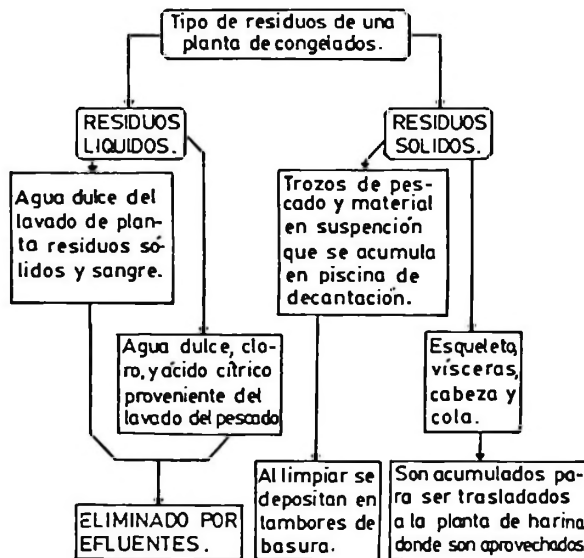 Tipo de residuos de una
planta de congelados.
RESIDUOS
LIQUIDOS.
RESIDUOS
SOLIDOS.
Agua dulce del
lavado de plan-
ta residuos só-
lidos y sangre.
Trozos de pes-
cado y material
en suspención
que se acumula
en piscina de
decantación.
Agua dulce, clo-
ro, y ácido cítrico
proveniente del
lavado del pescado
Esqueleto,
vísceras,
cabeza y
cola.
ELIMINADO POR
EFLUENTES.
Al limpiar se
depositan en
tambores de
basura.
Son acumulados pa-
ra ser trasladados
a la planta de harina
donde son aprovechados